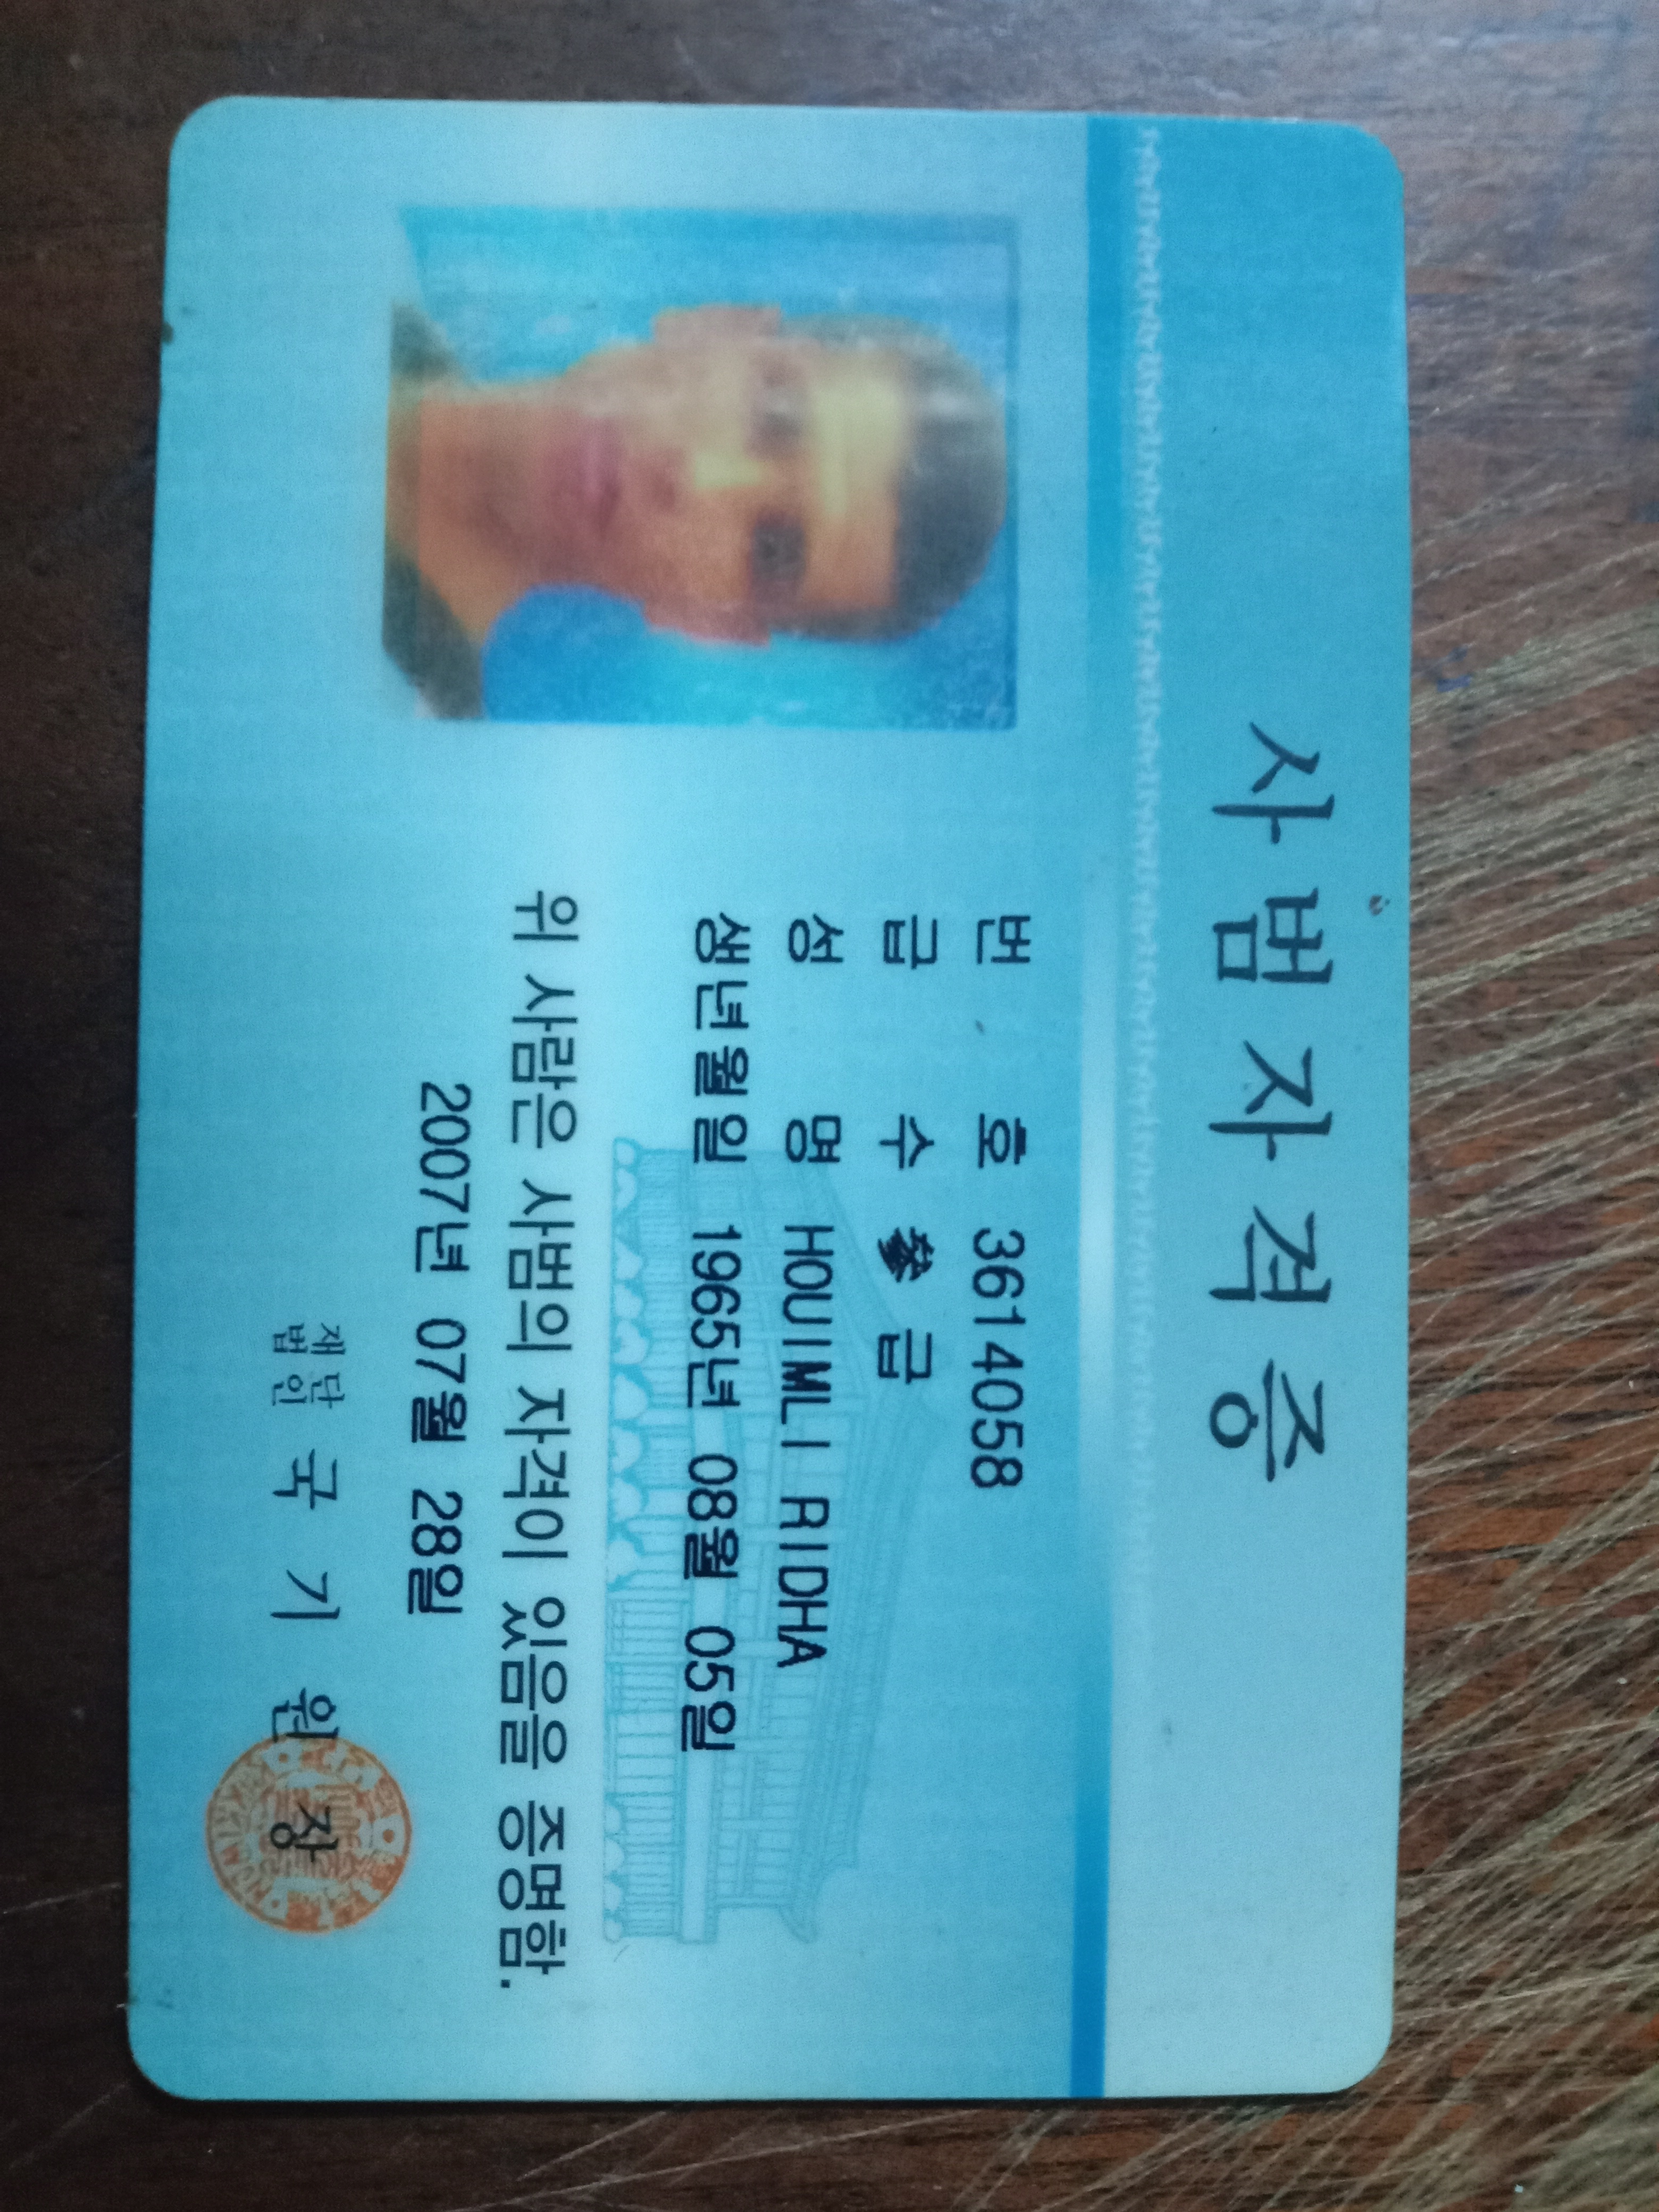 사범자격증
번 호 3614058
급 수 參 급
성 명 HOUIMLI RIDHA
생년월일 1965년 08월 05일
위 사람은 사범의 자격이 있음을 증명함.
2007년 07월 28일
재단법인 국기원장